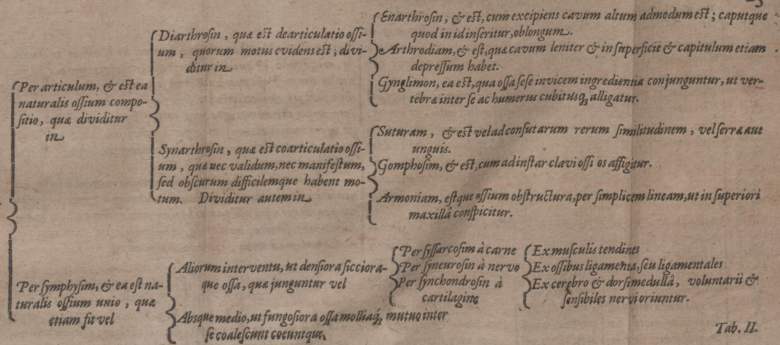 Per articulum, & est ea
naturalis ossium compo-
sitio, quæ dividitur
in
Diarthrosin, quæ est dearticulatio ossi-
um, quorum motus evidens est; divi-
ditur in
Enarthrosin, & est, cum excipiens cavum altum admodum est; caputque
quod in id inseritur, oblongum.
Arthrodiam, & est, quæ cavum leniter & in superficie & capitulum etiam
depressum habet.
Gynglimon, ea est, qua ossa sese invicem ingredientia conjunguntur, ut ver-
tebræ inter se ac humerus cubitusq; alligatur.
Synarthrosin, quæ est coarticulatio ossi-
um, quæ nec validum, nec manifestum,
sed obscurum difficilemque habent mo-
tum. Dividitur autem in
Suturam, & est vel ad consutarum rerum similitudinem, vel serræ aut
unguis.
Gomphosim, & est, cum ad instar clavi ossi os affigitur.
Armoniam, estque ossium obstructura, per simplicem lineam, ut in superiori
maxilla conspicitur.
Per symphysim, & ea est na-
turalis ossium unio, quæ
etiam fit vel
Aliorum interventu, ut densiora sicciora-
que ossa, quæ junguntur vel
Per syssarcosim à carne
Per syneurosin à nervo
Per synchondrosin à
cartilagine
Ex musculis tendines
Ex ossibus ligamenta, seu ligamentales
Ex cerebro & dorsi medulla, voluntarii &
sensibiles nervi oriuntur.
Absque medio, ut fungosiora ossa molliaq; mutuo inter
se coalescunt coeuntque.
Tab. II.